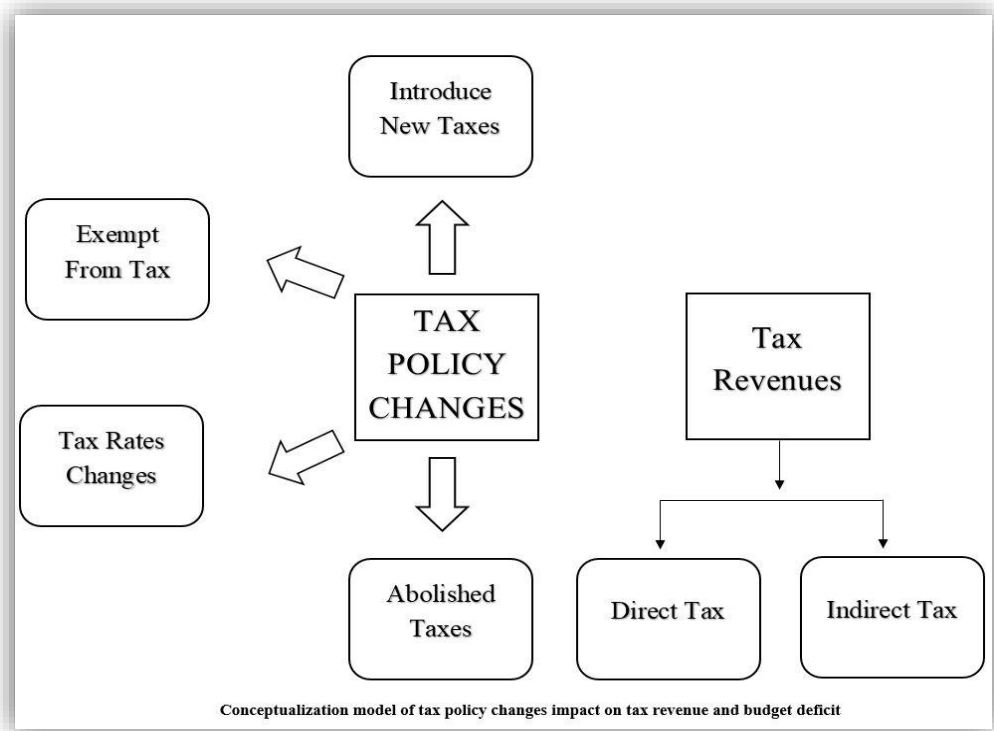 Introduce
New Taxes
Exempt
From Tax
TAX
POLICY
CHANGES
Tax
Revenues
Tax Rates
Changes
Abolished
Taxes
Direct Tax
Indirect Tax
Conceptualization model of tax policy changes impact on tax revenue and budget deficit